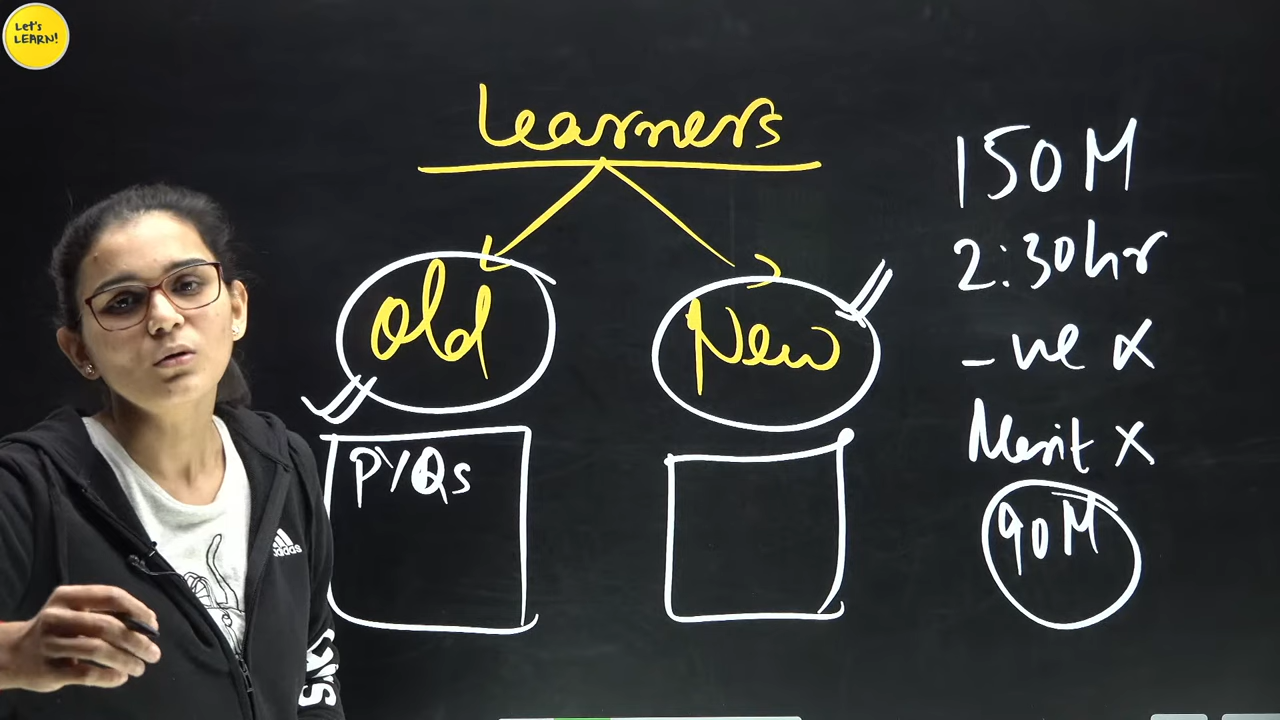 Let's
LEARN!
Learners
Old
New
PYQs
150 M
2:30 hr
-ve X
Merit X
90 M
adidas